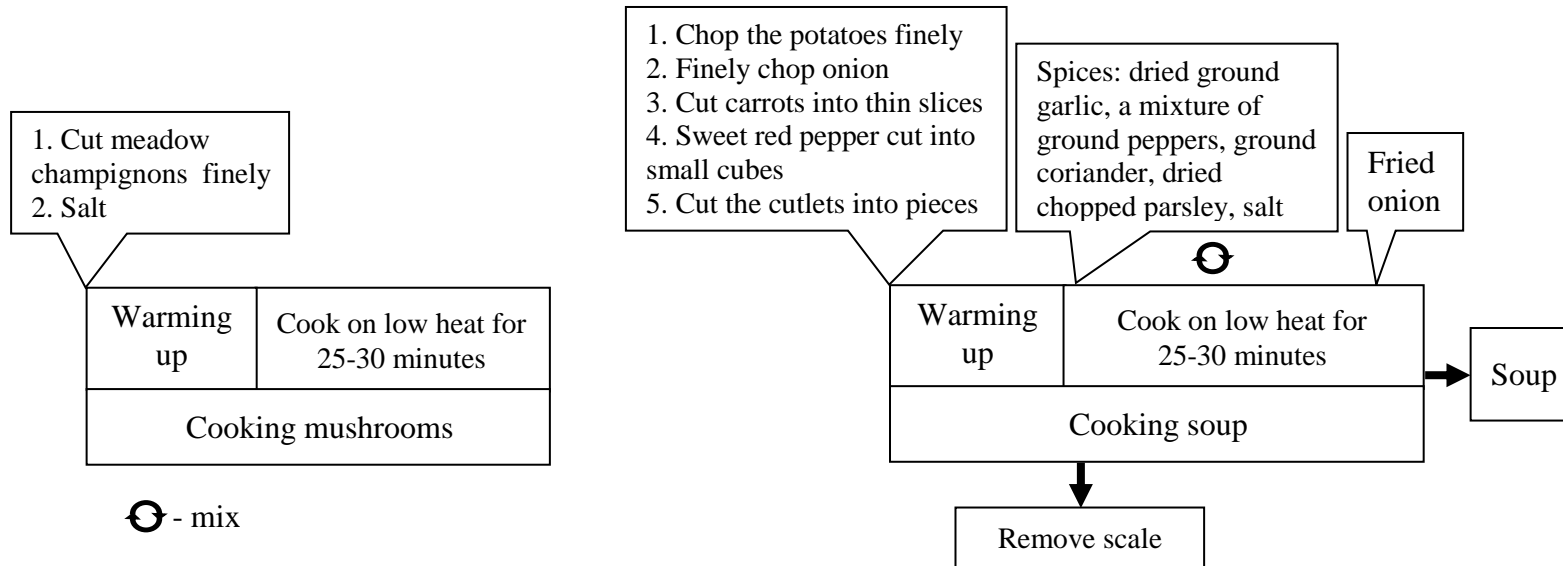 1. Cut meadow
champignons finely
2. Salt
Warming
up
Cook on low heat for
25-30 minutes
Cooking mushrooms
- mix
1. Chop the potatoes finely
2. Finely chop onion
3. Cut carrots into thin slices
4. Sweet red pepper cut into
small cubes
5. Cut the cutlets into pieces
Spices: dried ground
garlic, a mixture of
ground peppers, ground
coriander, dried
chopped parsley, salt
Fried
onion
Warming
up
Cook on low heat for
25-30 minutes
Cooking soup
Soup
Remove scale